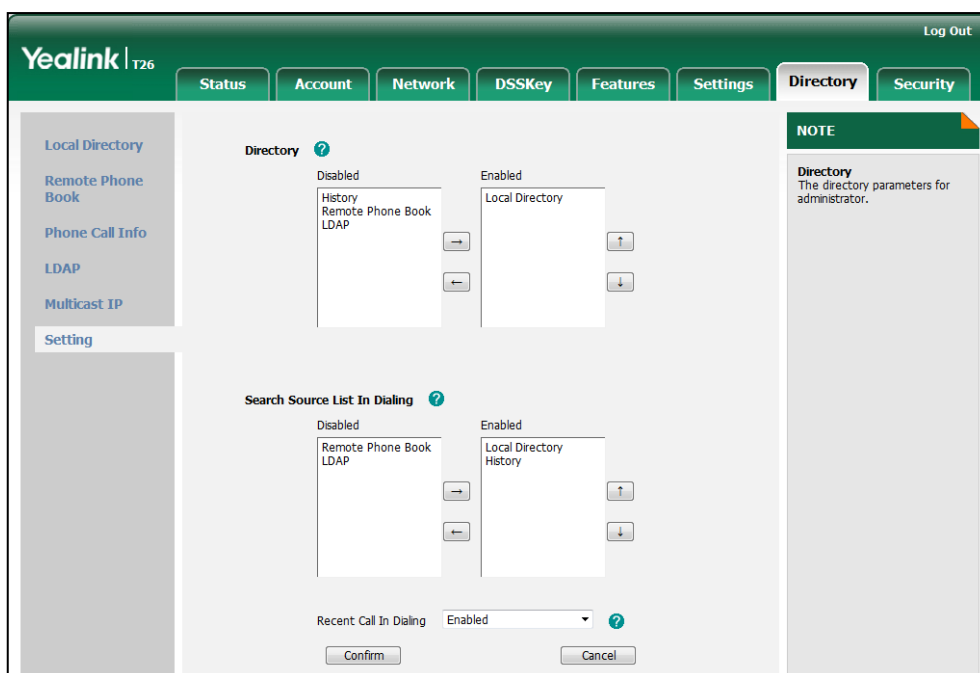 Log Out
Yealink | T26
Status
Account
Network
DSSKey
Features
Settings
Directory
Security
Local Directory
Remote Phone
Book
Phone Call Info
LDAP
Multicast IP
Setting
Directory ?
Disabled
Enabled
History
Remote Phone Book
LDAP
Local Directory
→
←
↑
↓
Search Source List In Dialing ?
Disabled
Enabled
Remote Phone Book
LDAP
Local Directory
History
→
←
↑
↓
Recent Call In Dialing
Enabled
?
Confirm
Cancel
NOTE
Directory
The directory parameters for
administrator.